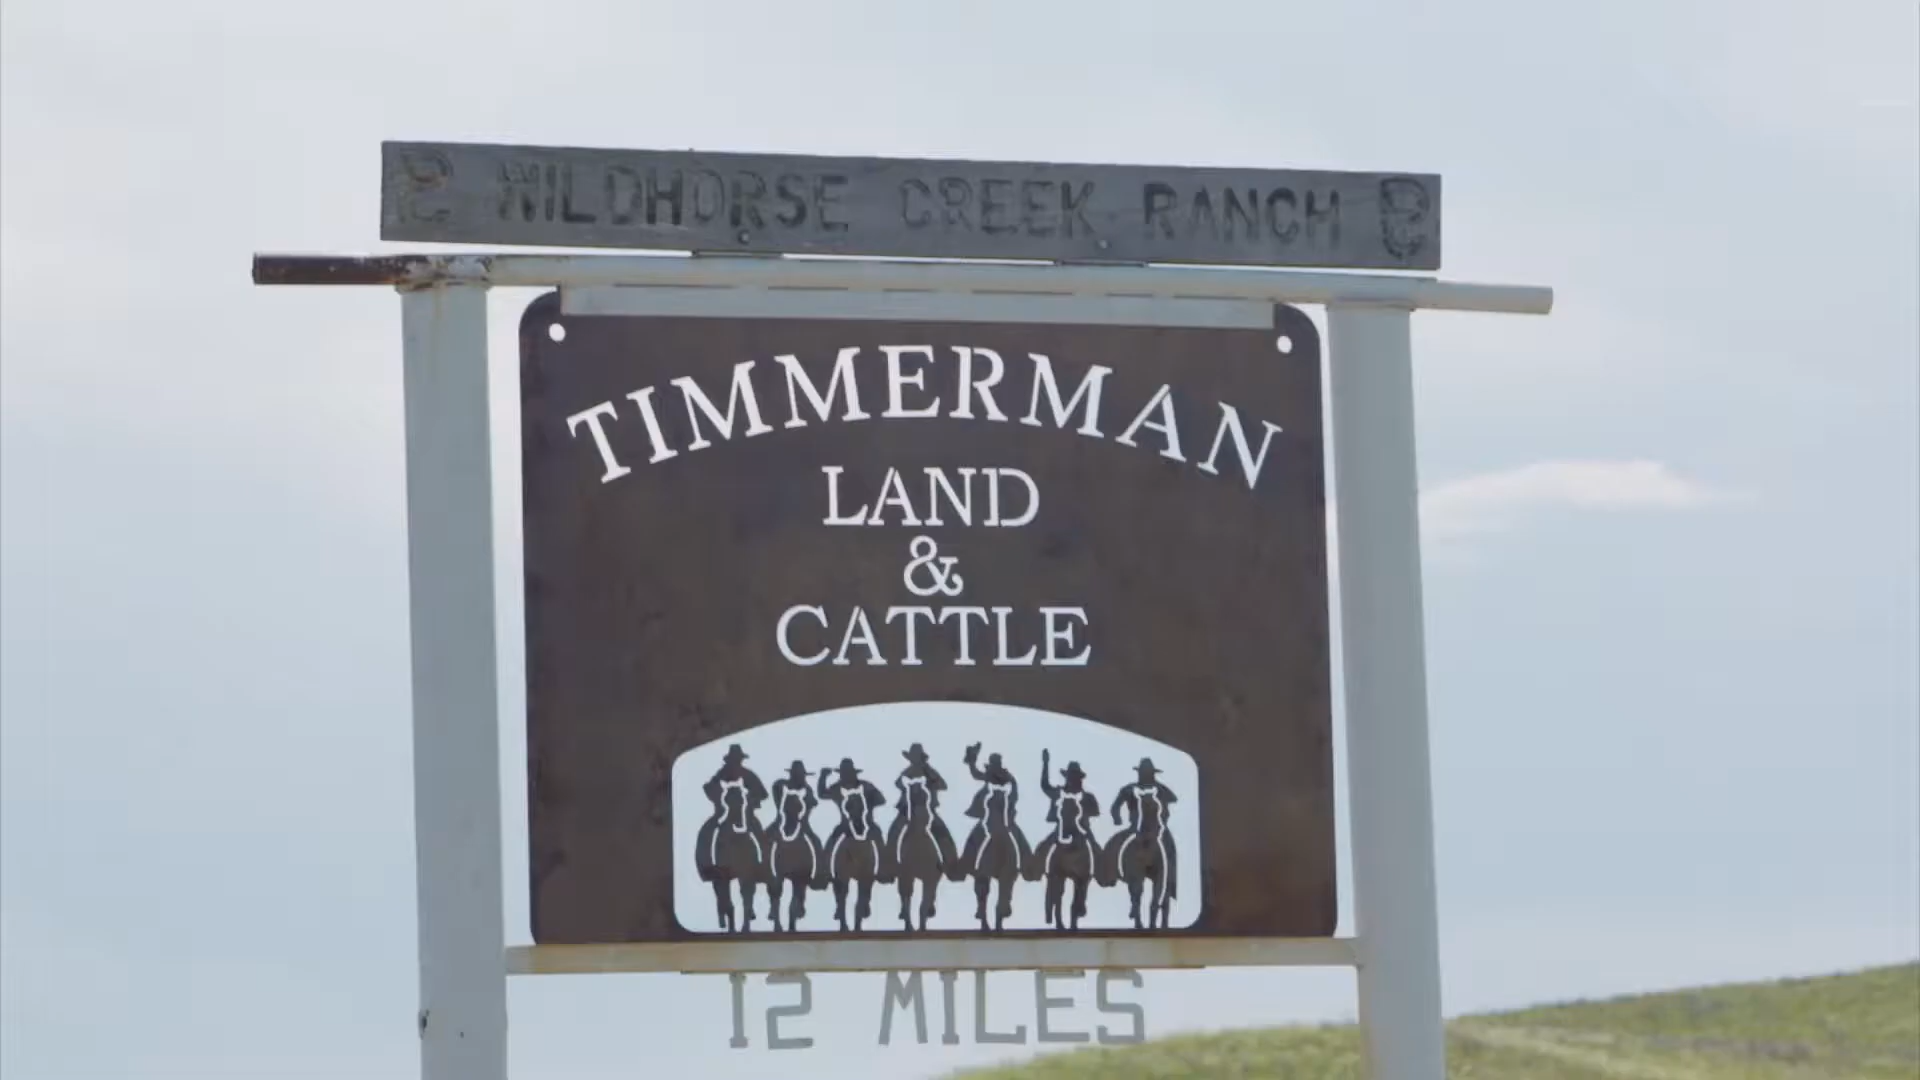 WILDHORSE CREEK RANCH
TIMMERMAN
LAND
&
CATTLE
12 MILES